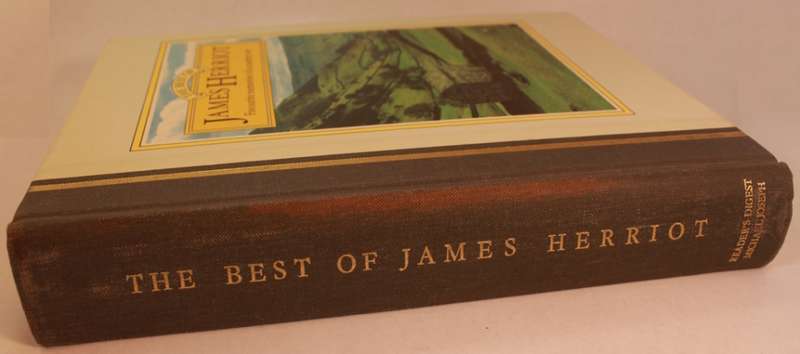 JAMES HERRIOT
THE BEST OF JAMES HERRIOT
READER'S DIGEST
MICHAEL JOSEPH